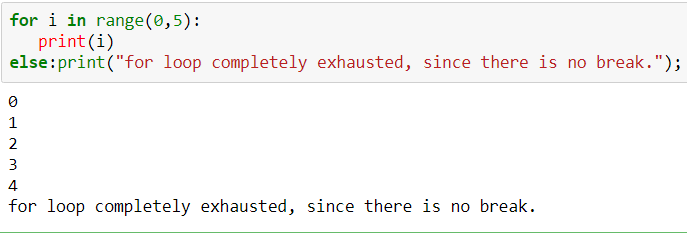 for i in range(0,5):
   print(i)
else:print("for loop completely exhausted, since there is no break.");
0
1
2
3
4
for loop completely exhausted, since there is no break.